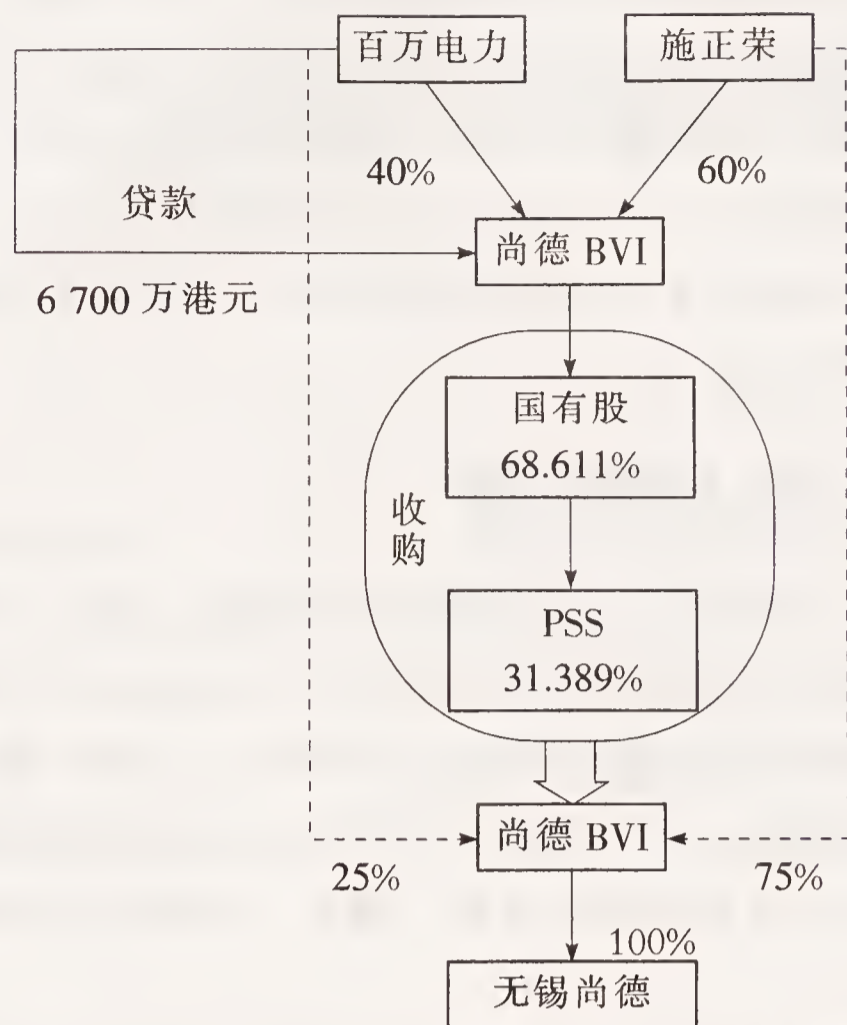 百万电力
施正荣
40%
60%
贷款
尚德 BVI
6 700 万港元
国有股
68.611%
收购
PSS
31.389%
尚德 BVI
25%
75%
100%
无锡尚德